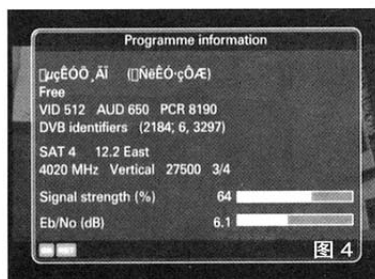 Programme information
Free
VID 512 AUD 650 PCR 8190
DVB identifiers (2184; 6, 3297)
SAT 4 12.2 East
4020 MHz Vertical 27500 3/4
Signal strength (%) 64
Eb/No (dB) 6.1
图 4